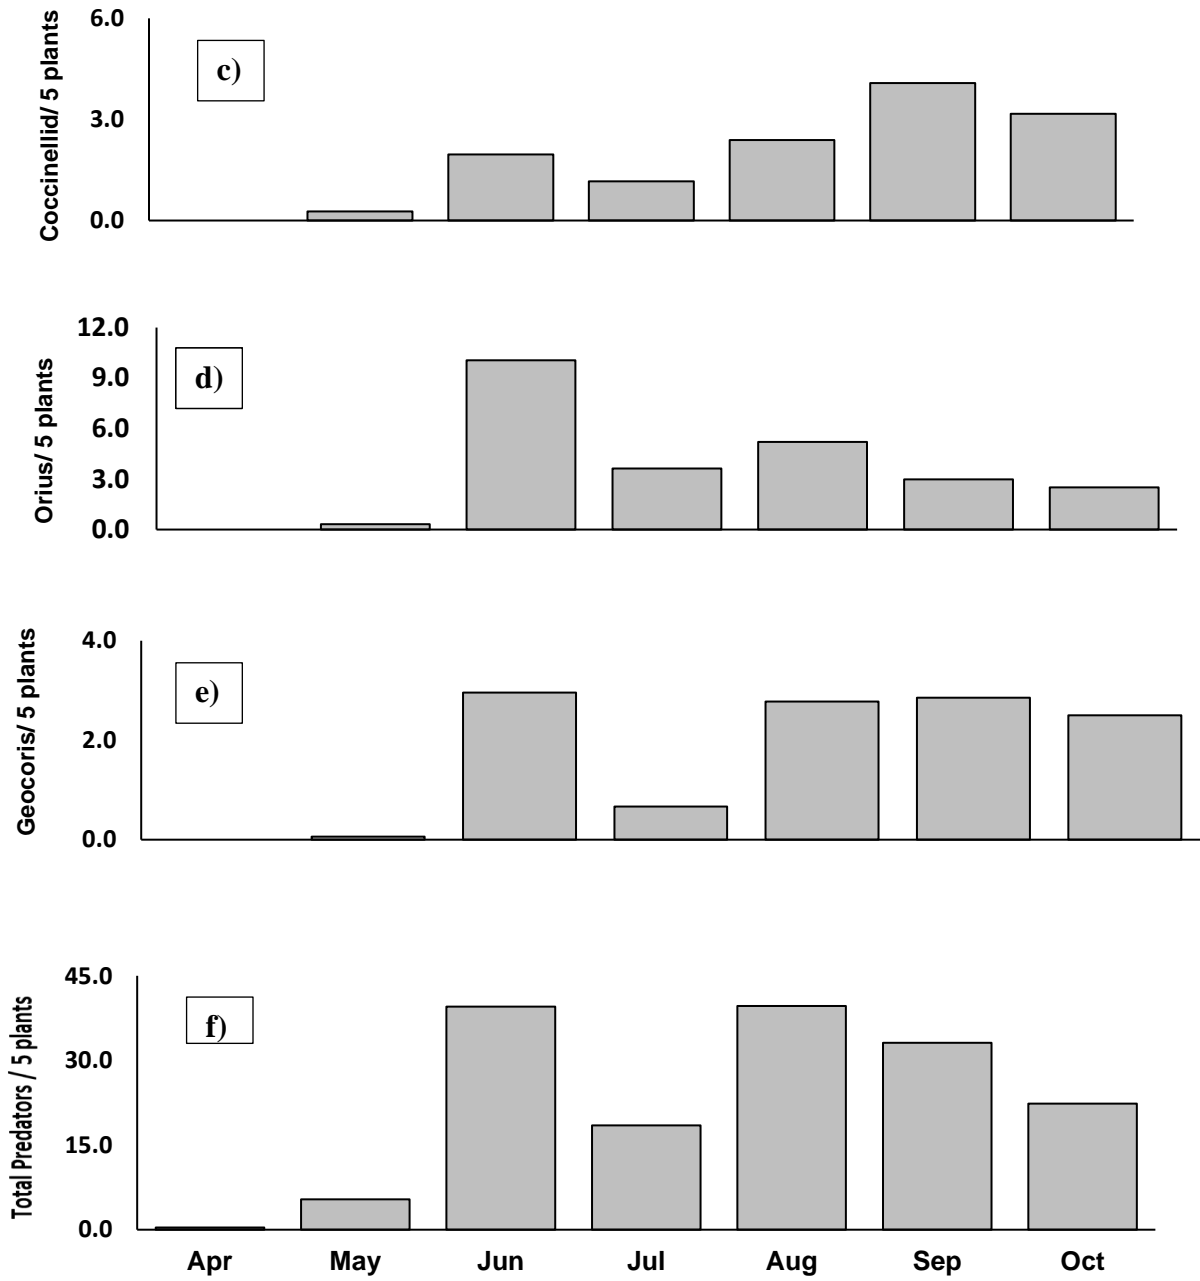 6.0
c)
3.0
0.0
Coccinellid/ 5 plants
12.0
d)
9.0
6.0
3.0
0.0
Orius/ 5 plants
4.0
e)
2.0
0.0
Geocoris/ 5 plants
45.0
f)
30.0
15.0
0.0
Total Predators / 5 plants
Apr May Jun Jul Aug Sep Oct